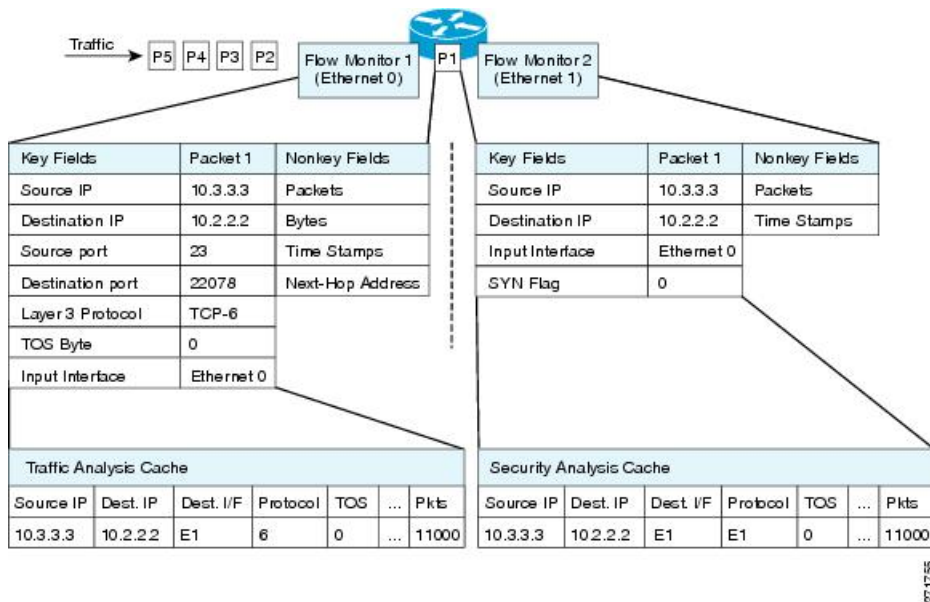 Traffic
P5 P4 P3 P2
Flow Monitor 1
(Ethernet 0)
P1
Flow Monitor 2
(Ethernet 1)
Key Fields Packet 1 Nonkey Fields
Source IP 10.3.3.3 Packets
Destination IP 10.2.2.2 Bytes
Source port 23 Time Stamps
Destination port 22078 Next-Hop Address
Layer 3 Protocol TCP-6
TOS Byte 0
Input Interface Ethernet 0
Key Fields Packet 1 Nonkey Fields
Source IP 10.3.3.3 Packets
Destination IP 10.2.2.2 Time Stamps
Input Interface Ethernet 0
SYN Flag 0
Traffic Analysis Cache
Source IP Dest. IP Dest. I/F Protocol TOS ... Pkts
10.3.3.3 10.2.2.2 E1 6 0 ... 11000
Security Analysis Cache
Source IP Dest. IP Dest. I/F Protocol TOS ... Pkts
10.3.3.3 10.2.2.2 E1 E1 0 ... 11000
271755